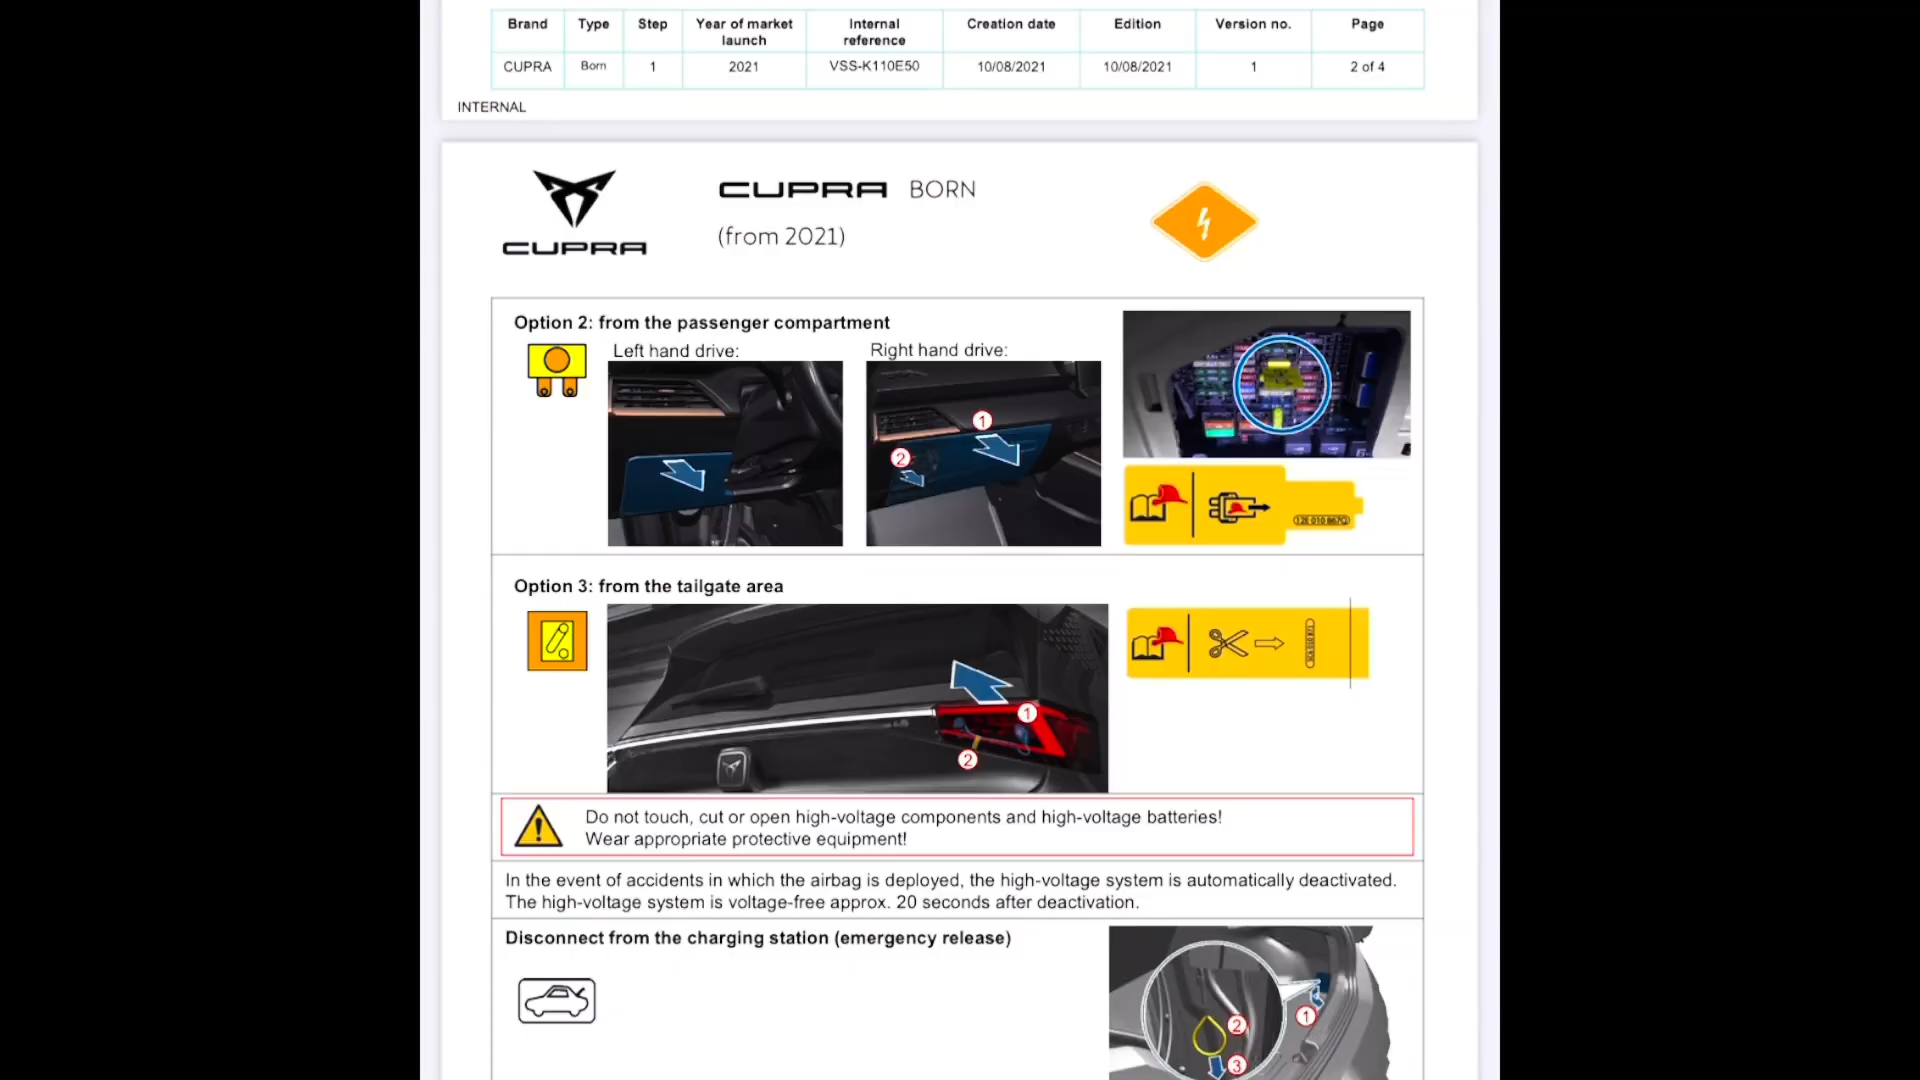 Brand Type Step Year of market launch Internal reference Creation date Edition Version no. Page
CUPRA Born 1 2021 VSS-K110E50 10/08/2021 10/08/2021 1 2 of 4
INTERNAL
CUPRA
CUPRA BORN
(from 2021)
Option 2: from the passenger compartment
Left hand drive:
Right hand drive:
1
2
12E 010 867Q
Option 3: from the tailgate area
1
2
Do not touch, cut or open high-voltage components and high-voltage batteries!
Wear appropriate protective equipment!
In the event of accidents in which the airbag is deployed, the high-voltage system is automatically deactivated.
The high-voltage system is voltage-free approx. 20 seconds after deactivation.
Disconnect from the charging station (emergency release)
1
2
3